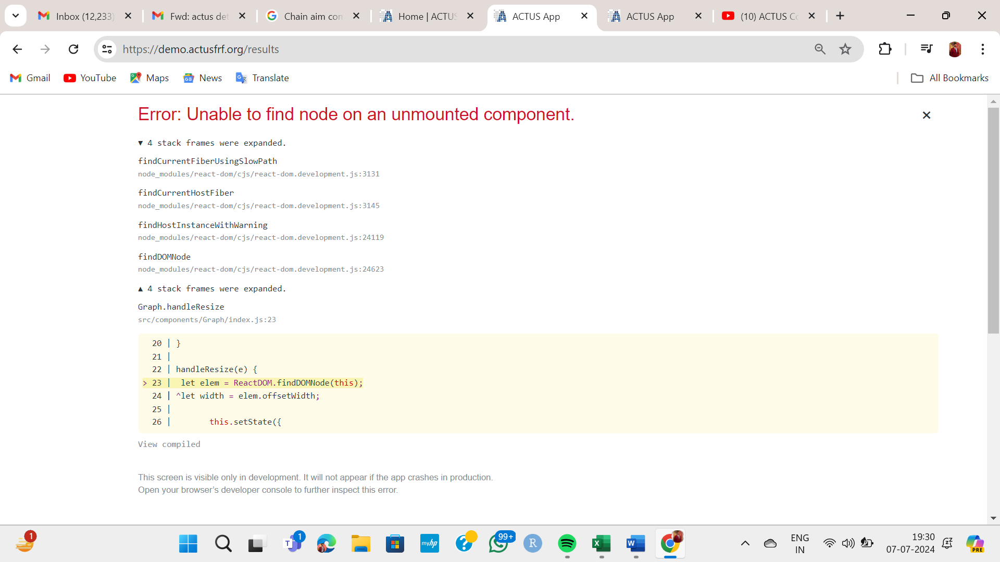 Inbox (12,233)
Fwd: actus det
Chain aim con
Home | ACTUS
ACTUS App
ACTUS App
(10) ACTUS Co
https://demo.actusfrf.org/results
Gmail
YouTube
Maps
News
Translate
All Bookmarks
Error: Unable to find node on an unmounted component.
▼ 4 stack frames were expanded.
findCurrentFiberUsingSlowPath
node_modules/react-dom/cjs/react-dom.development.js:3131
findCurrentHostFiber
node_modules/react-dom/cjs/react-dom.development.js:3145
findHostInstanceWithWarning
node_modules/react-dom/cjs/react-dom.development.js:24119
findDOMNode
node_modules/react-dom/cjs/react-dom.development.js:24623
▲ 4 stack frames were expanded.
Graph.handleResize
src/components/Graph/index.js:23
20 | }
21 |
22 | handleResize(e) {
> 23 | let elem = ReactDOM.findDOMNode(this);
24 | ^let width = elem.offsetWidth;
25 |
26 | this.setState({
View compiled
This screen is visible only in development. It will not appear if the app crashes in production.
Open your browser’s developer console to further inspect this error.
1
T
1
myhp
?
99+
R
X
W
ENG
IN
19:30
07-07-2024
PRE